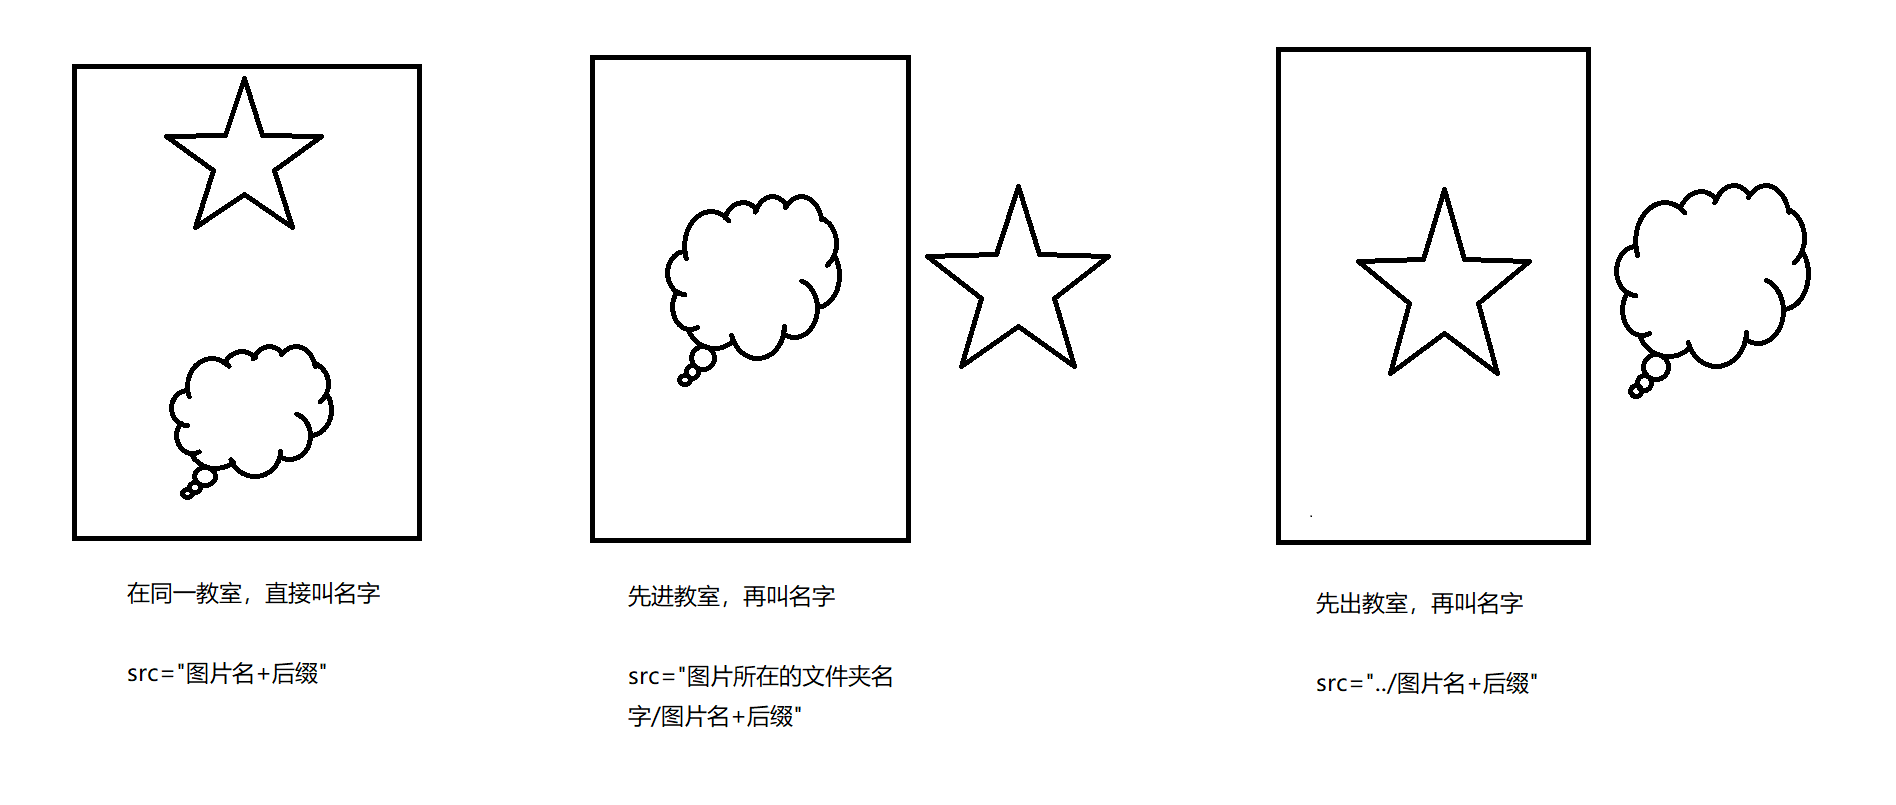 在同一教室，直接叫名字
src="图片名+后缀"
先进教室，再叫名字
src="图片所在的文件夹名
字/图片名+后缀"
先出教室，再叫名字
src="../图片名+后缀"